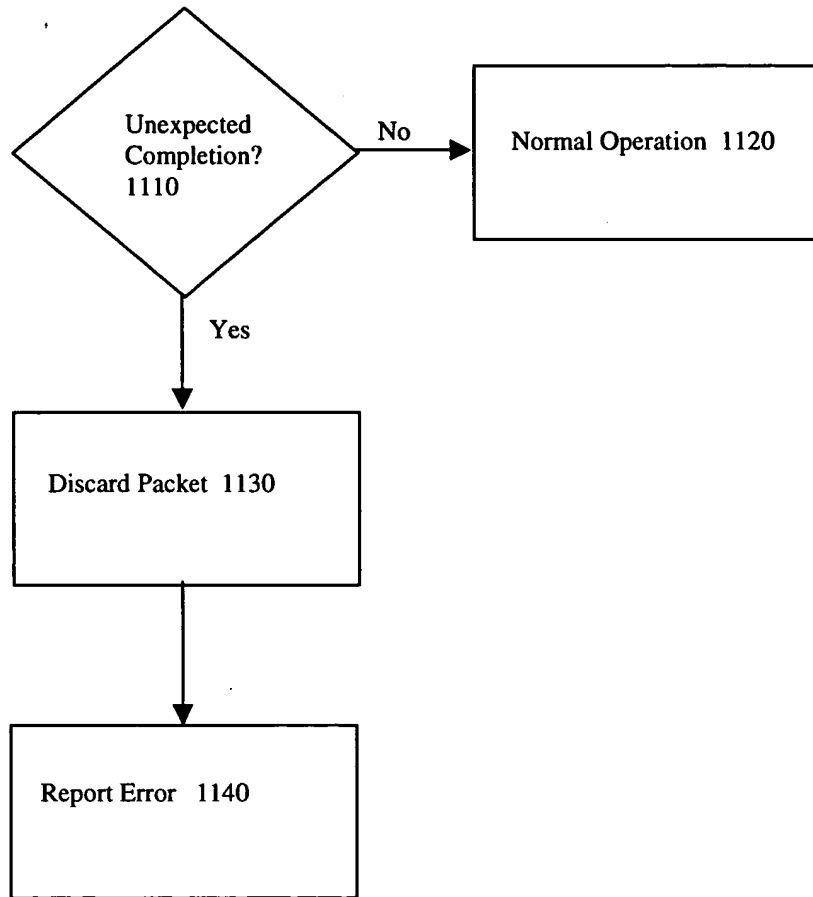 Unexpected
Completion?
1110
No
Normal Operation 1120
Yes
Discard Packet 1130
Report Error 1140